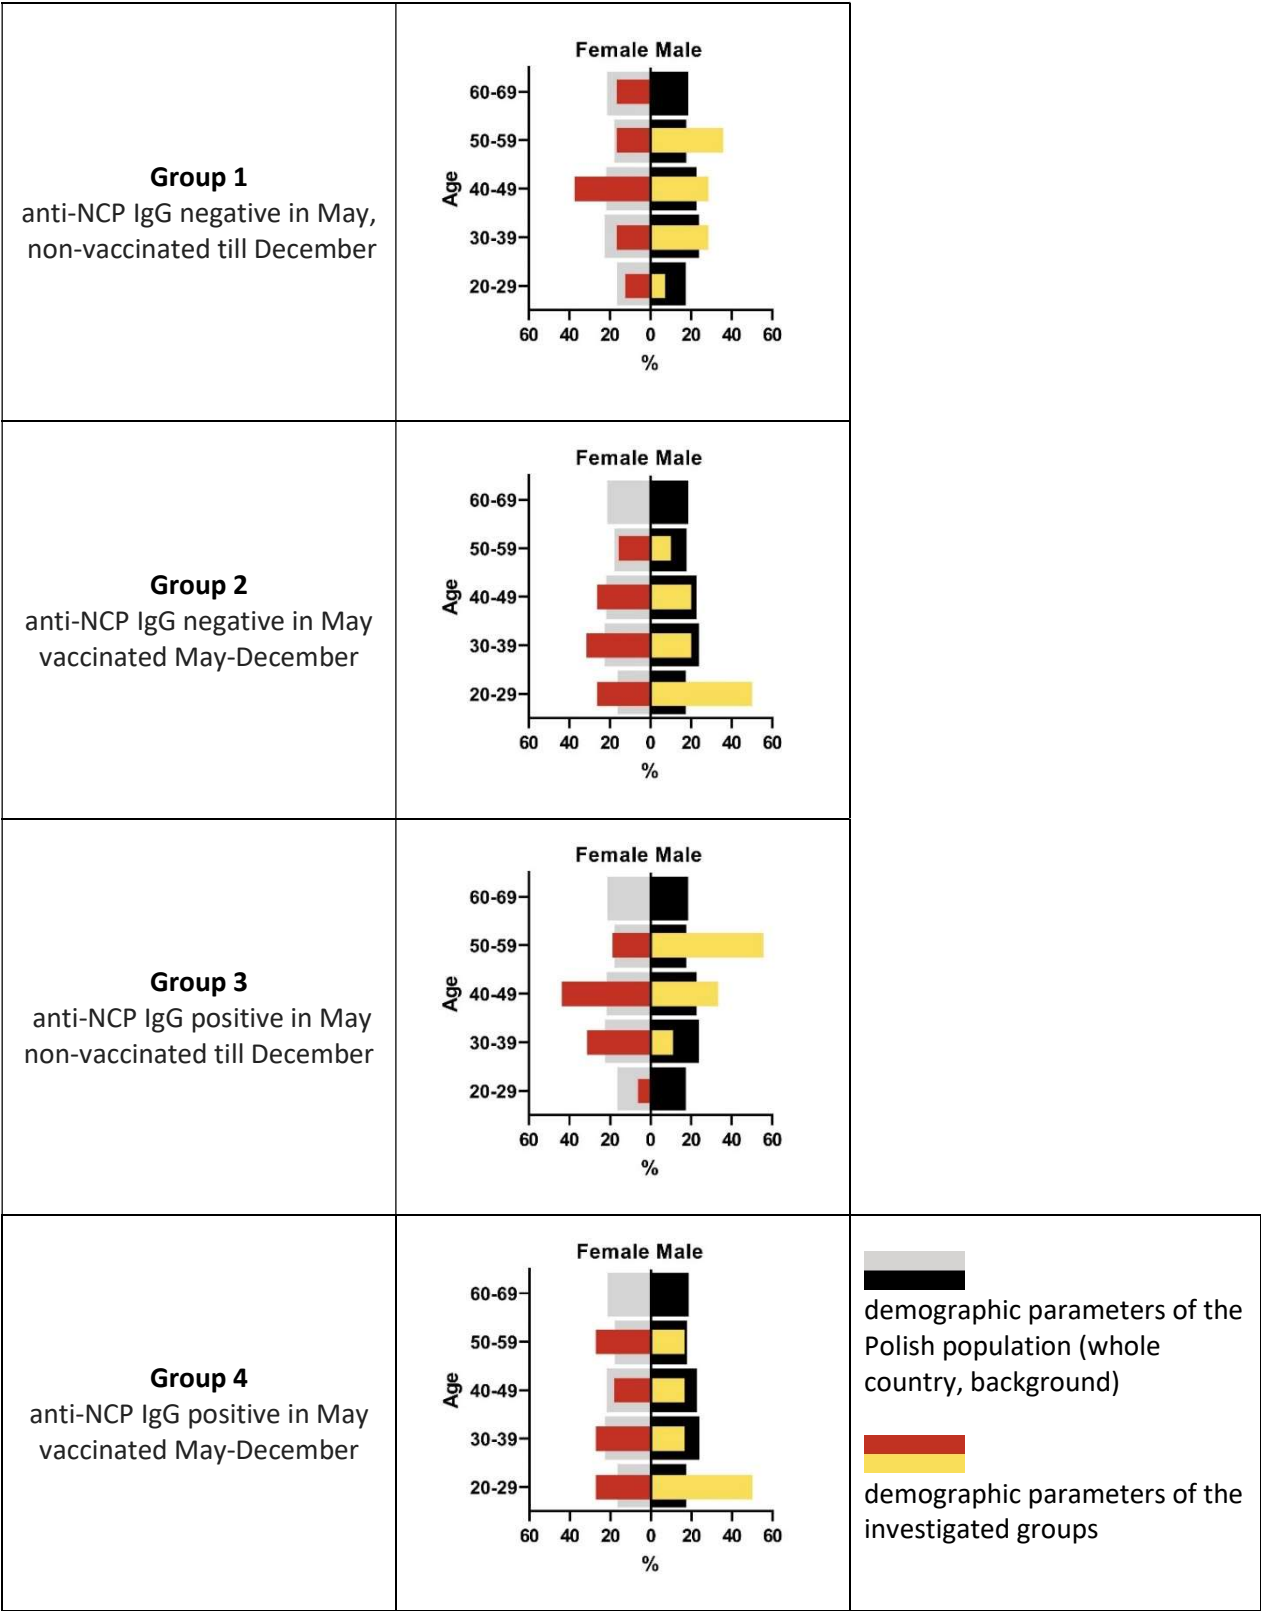 Group 1
anti-NCP IgG negative in May,
non-vaccinated till December
Female Male
Age
60-69
50-59
40-49
30-39
20-29
60 40 20 0 20 40 60
%
Group 2
anti-NCP IgG negative in May
vaccinated May-December
Female Male
Age
60-69
50-59
40-49
30-39
20-29
60 40 20 0 20 40 60
%
Group 3
anti-NCP IgG positive in May
non-vaccinated till December
Female Male
Age
60-69
50-59
40-49
30-39
20-29
60 40 20 0 20 40 60
%
Group 4
anti-NCP IgG positive in May
vaccinated May-December
Female Male
Age
60-69
50-59
40-49
30-39
20-29
60 40 20 0 20 40 60
%
demographic parameters of the
Polish population (whole
country, background)
demographic parameters of the
investigated groups